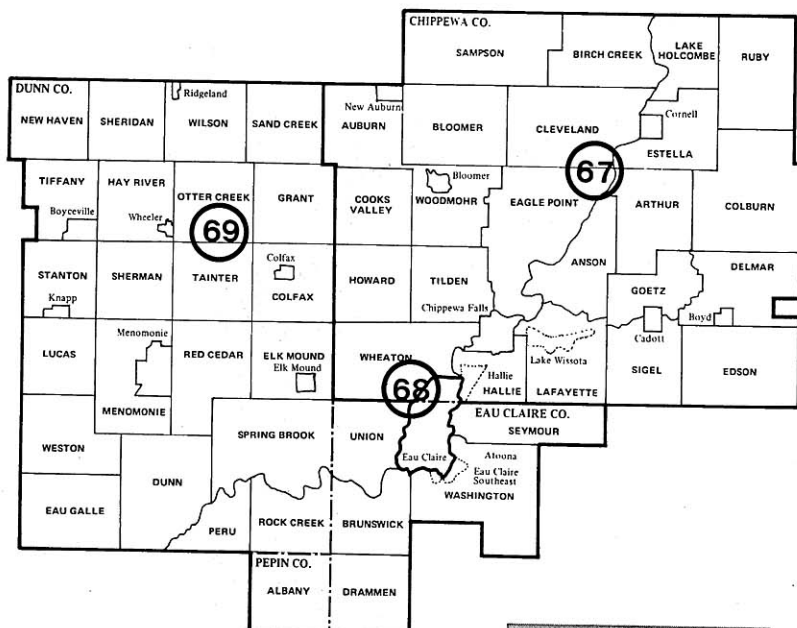 CHIPPEWA CO.
SAMPSON
BIRCH CREEK
LAKE
HOLCOMBE
RUBY
DUNN CO.
NEW HAVEN
SHERIDAN
Ridgeland
WILSON
SAND CREEK
New Auburn
AUBURN
BLOOMER
CLEVELAND
Cornell
ESTELLA
67
TIFFANY
HAY RIVER
OTTER CREEK
GRANT
COOKS
VALLEY
Bloomer
WOODMOHR
EAGLE POINT
ARTHUR
COLBURN
Boyceville
Wheeler
69
STANTON
SHERMAN
TAINTER
Colfax
COLFAX
HOWARD
TILDEN
ANSON
GOETZ
DELMAR
Knapp
Chippewa Falls
Cadott
Boyd
LUCAS
Menomonie
RED CEDAR
ELK MOUND
Elk Mound
WHEATON
Lake Wissota
Hallie
HALLIE
LAFAYETTE
SIGEL
EDSON
68
MENOMONIE
EAU CLAIRE CO.
SEYMOUR
WESTON
SPRING BROOK
UNION
Eau Claire
Altoona
Eau Claire
Southeast
WASHINGTON
DUNN
EAU GALLE
PERU
ROCK CREEK
BRUNSWICK
PEPIN CO.
ALBANY
DRAMMEN